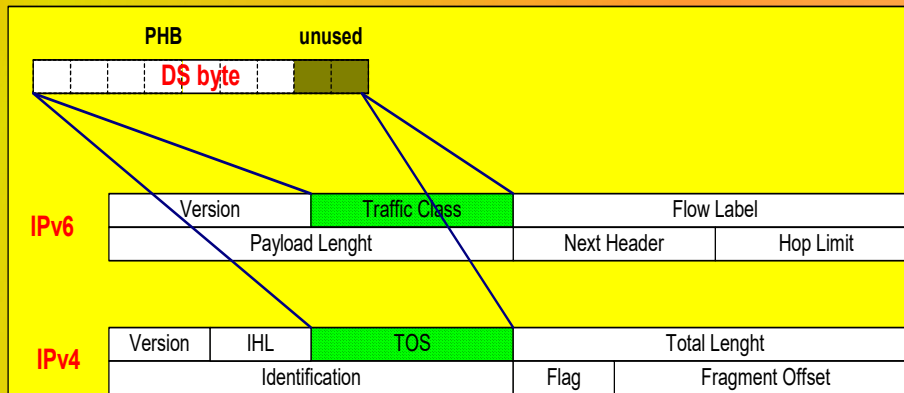 PHB unused
DS byte
IPv6
Version Traffic Class Flow Label
Payload Lenght Next Header Hop Limit
IPv4
Version IHL TOS Total Lenght
Identification Flag Fragment Offset